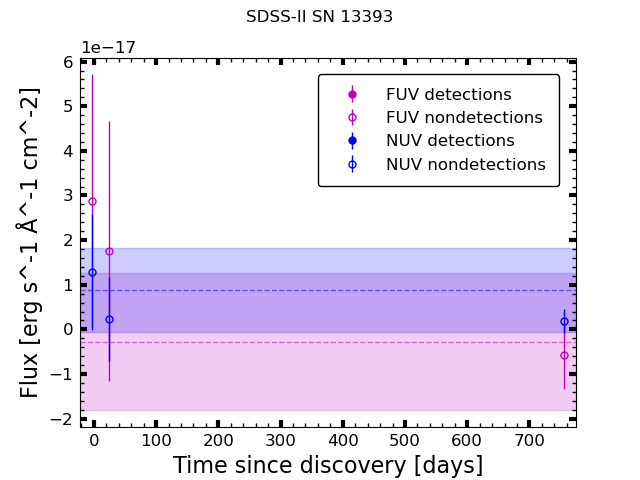 SDSS-II SN 13393
1e−17
6
5
4
3
2
1
0
−1
−2
Flux [erg s^-1 Å^-1 cm^-2]
FUV detections
FUV nondetections
NUV detections
NUV nondetections
0 100 200 300 400 500 600 700
Time since discovery [days]